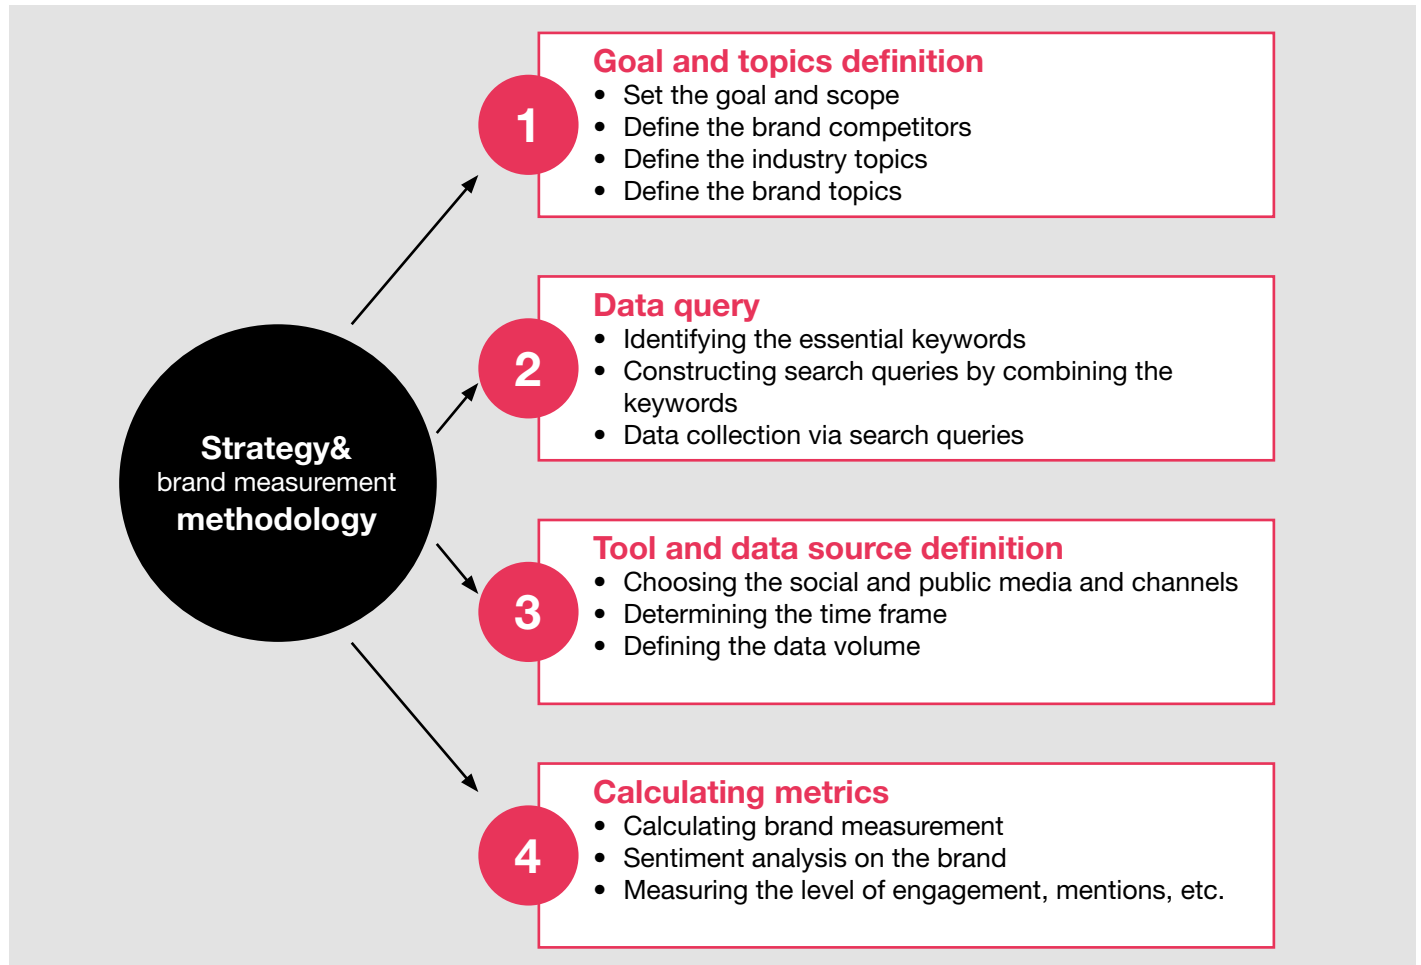 Strategy&
brand measurement
methodology
1
Goal and topics definition
• Set the goal and scope
• Define the brand competitors
• Define the industry topics
• Define the brand topics
2
Data query
• Identifying the essential keywords
• Constructing search queries by combining the
keywords
• Data collection via search queries
3
Tool and data source definition
• Choosing the social and public media and channels
• Determining the time frame
• Defining the data volume
4
Calculating metrics
• Calculating brand measurement
• Sentiment analysis on the brand
• Measuring the level of engagement, mentions, etc.